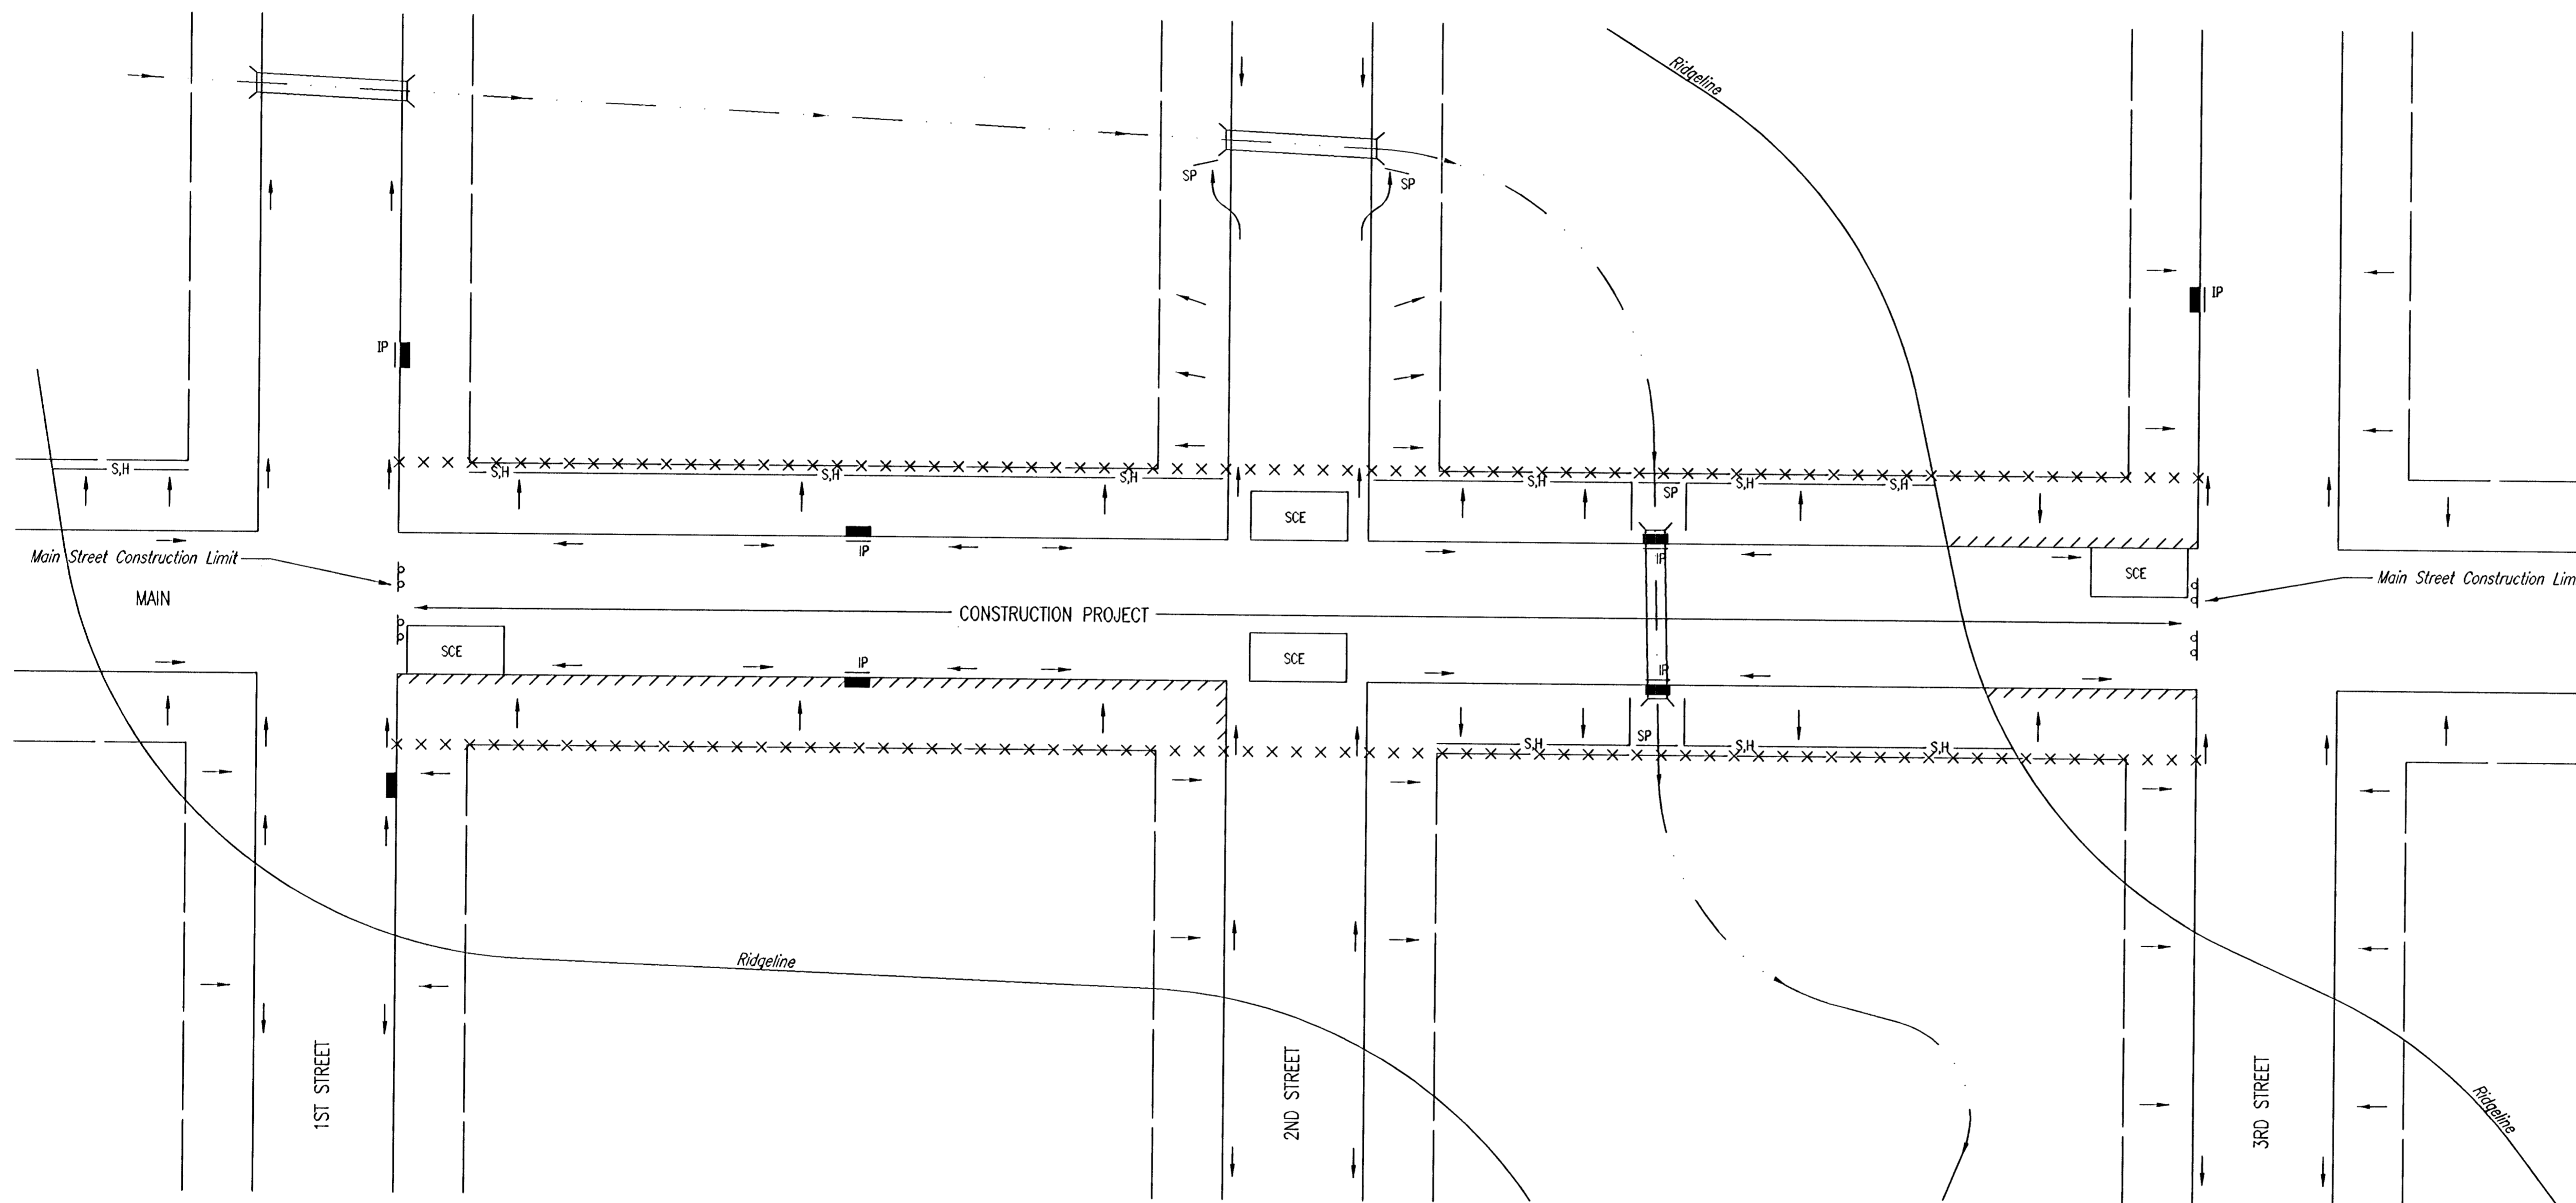 Ridgeline
SP
SP
IP
IP
S,H
S,H
S,H
S,H
S,H
S,H
S,H
SP
SCE
IP
IP
Main Street Construction Limit
SCE
Main Street Construction Lim
MAIN
CONSTRUCTION PROJECT
SCE
SCE
IP
IP
S,H
SP
S,H
S,H
Ridgeline
1ST STREET
2ND STREET
3RD STREET
Ridgeline